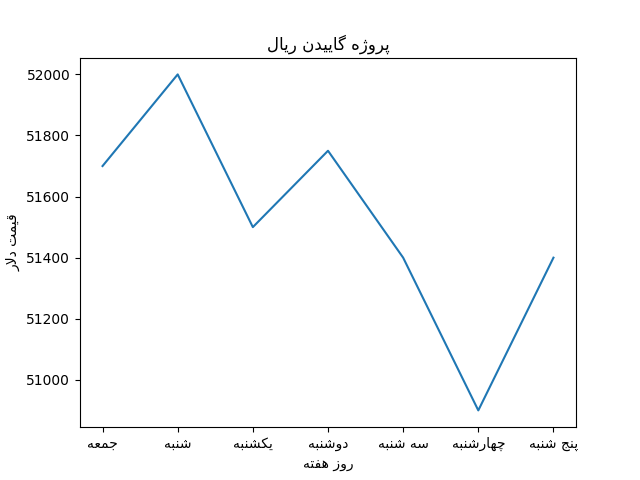 پروژه گاییدن ریال
52000
51800
51600
51400
51200
51000
قیمت دلار
جمعه شنبه یکشنبه دوشنبه سه شنبه چهارشنبه پنج شنبه
روز هفته